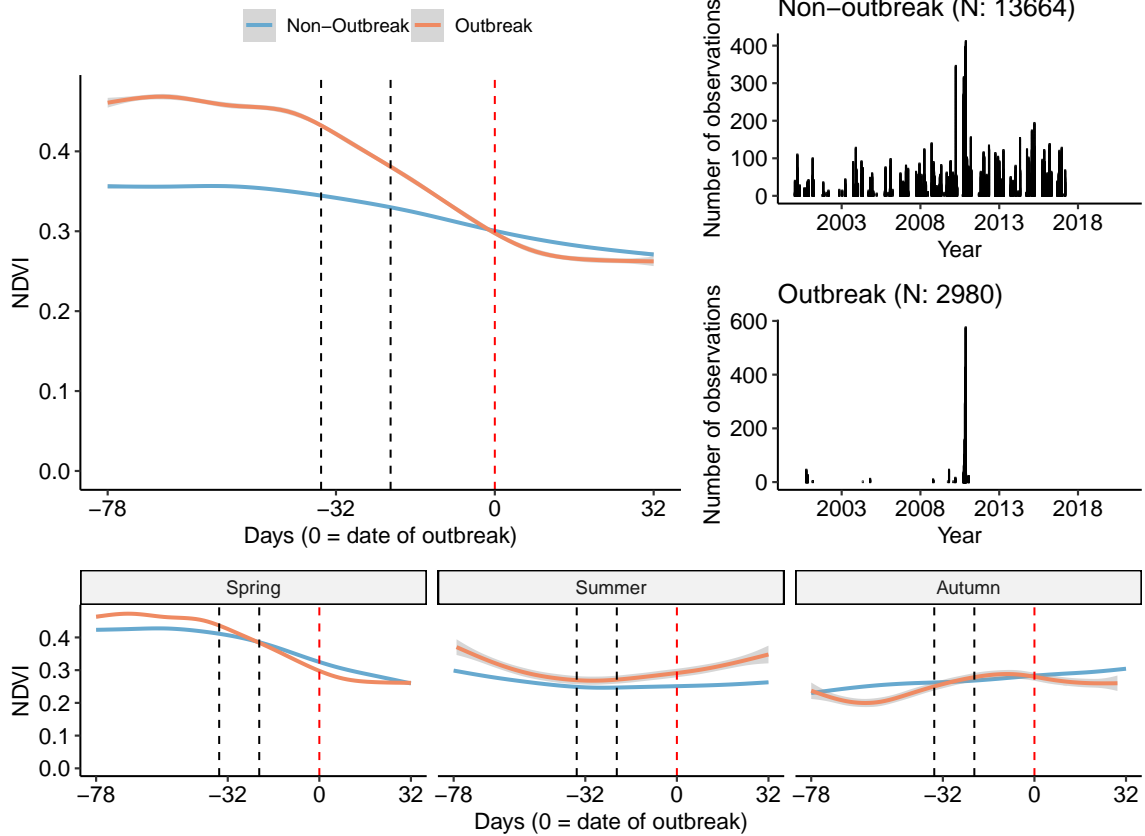 Non−Outbreak Outbreak
NDVI
0.4
0.3
0.2
0.1
0.0
−78 −32 0 32
Days (0 = date of outbreak)
Non−outbreak (N: 13664)
Number of observations
400
300
200
100
0
2003 2008 2013 2018
Year
Outbreak (N: 2980)
Number of observations
600
400
200
0
2003 2008 2013 2018
Year
Spring Summer Autumn
NDVI
0.4
0.3
0.2
0.1
0.0
−78 −32 0 32 −78 −32 0 32 −78 −32 0 32
Days (0 = date of outbreak)